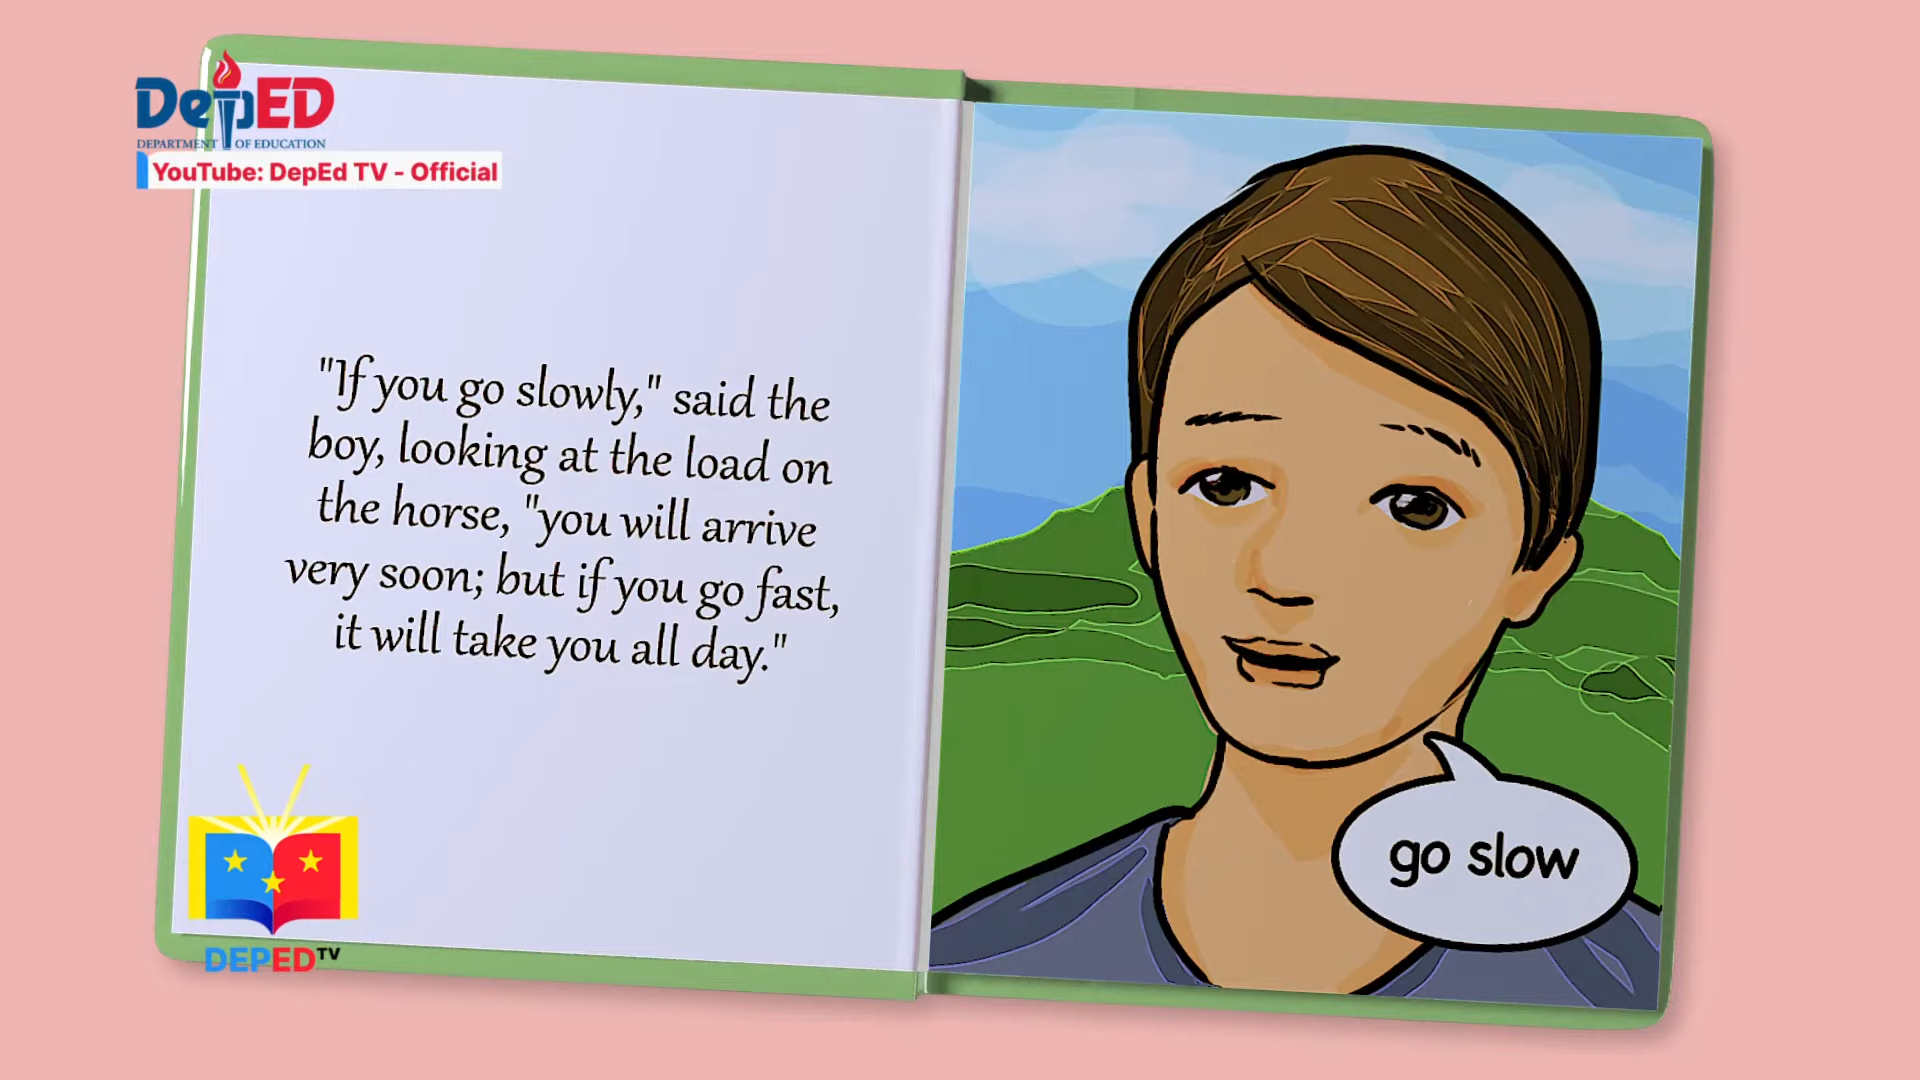 DepED
DEPARTMENT OF EDUCATION
YouTube: DepEd TV - Official
"If you go slowly," said the
boy, looking at the load on
the horse, "you will arrive
very soon; but if you go fast,
it will take you all day."
go slow
DEPED TV